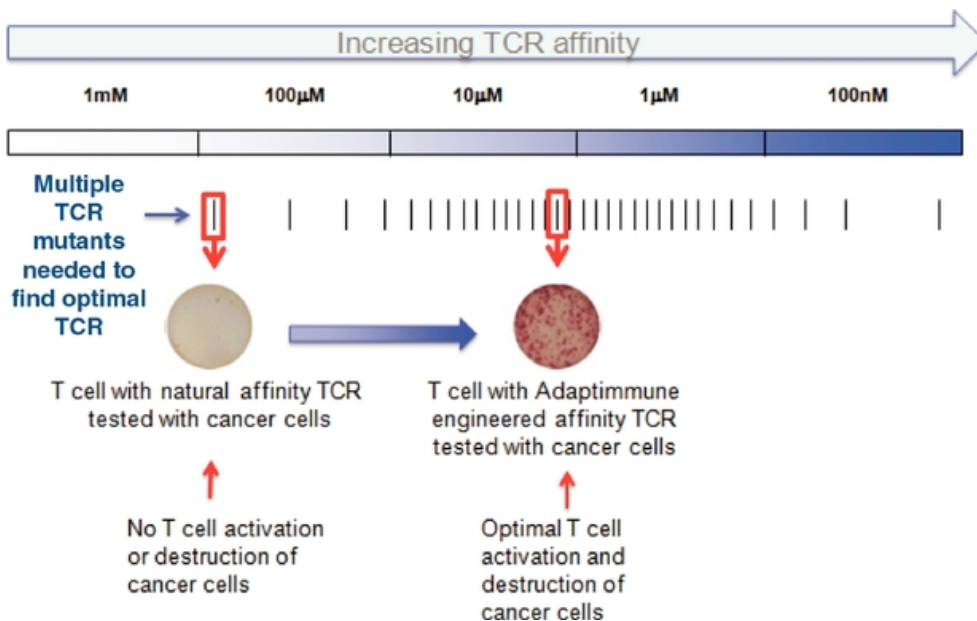 Increasing TCR affinity
1mM 100µM 10µM 1µM 100nM
Multiple
TCR
mutants
needed to
find optimal
TCR
T cell with natural affinity TCR
tested with cancer cells
T cell with Adaptimmune
engineered affinity TCR
tested with cancer cells
No T cell activation
or destruction of
cancer cells
Optimal T cell
activation and
destruction of
cancer cells